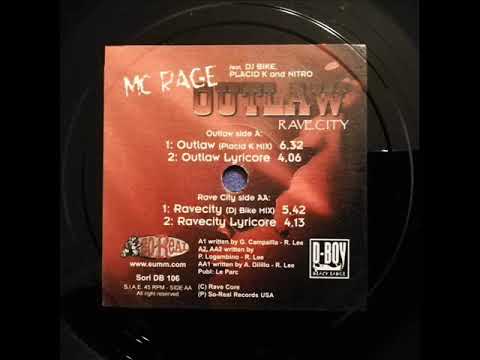 feat. DJ BIKE,
PLACID K and NITRO
MC RAGE
OUTLAW
RAVECITY
Outlaw side A:
1: Outlaw (Placid K MIX) 6,32
2: Outlaw Lyricore 4,06
Rave City side AA:
1: Ravecity (Dj Bike MIX) 5,42
2: Ravecity Lyricore 4,13
A1 written by G. Campailla - R. Lee
A2, AA2 written by
P. Logambino - R. Lee
AA1 written by A. Dilillo - R. Lee
Publ: Le Parc
www.eumm.com
Sorl DB 106
S.I.A.E. 45 RPM - SIDE AA
All right reserved
(C) Rave Core
(P) So-Real Records USA
D-BOY
BLACK LABEL